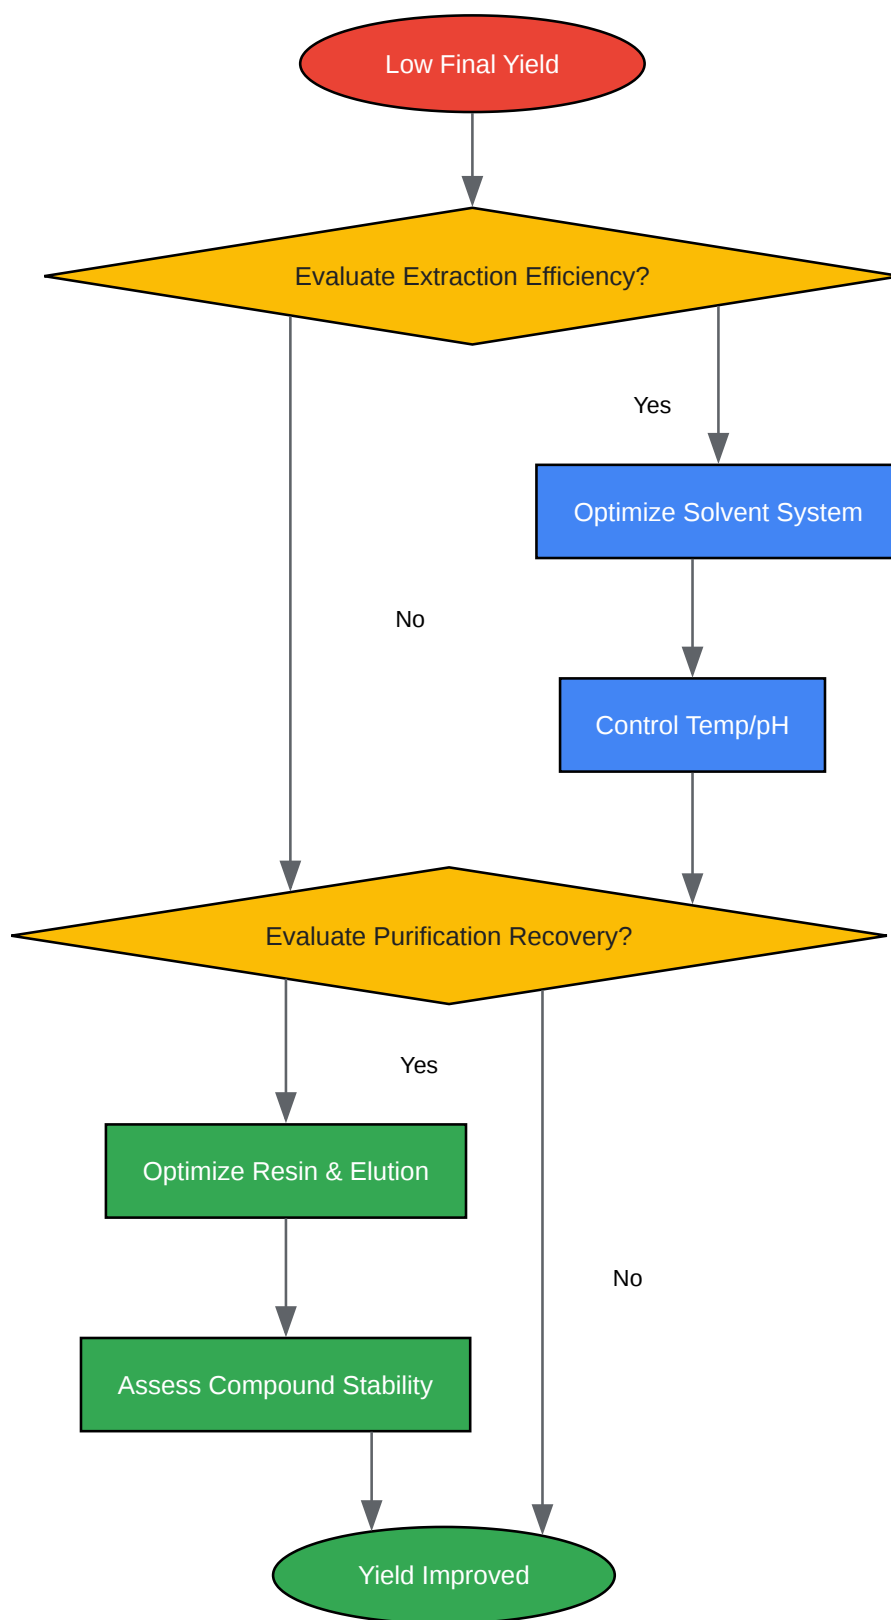 Low Final Yield
Evaluate Extraction Efficiency?
Yes
Optimize Solvent System
No
Control Temp/pH
Evaluate Purification Recovery?
Yes
Optimize Resin & Elution
No
Assess Compound Stability
Yield Improved